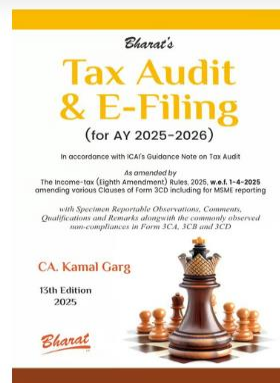 Bharat's
Tax Audit
& E-Filing
(for AY 2025-2026)
In accordance with ICAI's Guidance Note on Tax Audit
As amended by
The Income-tax (Eighth Amendment) Rules, 2025, w.e.f. 1-4-2025
amending various Clauses of Form 3CD including for MSME reporting
with Specimen Reportable Observations, Comments,
Qualifications and Remarks alongwith the commonly observed
non-compliances in Form 3CA, 3CB and 3CD
CA. Kamal Garg
13th Edition
2025
Bharat